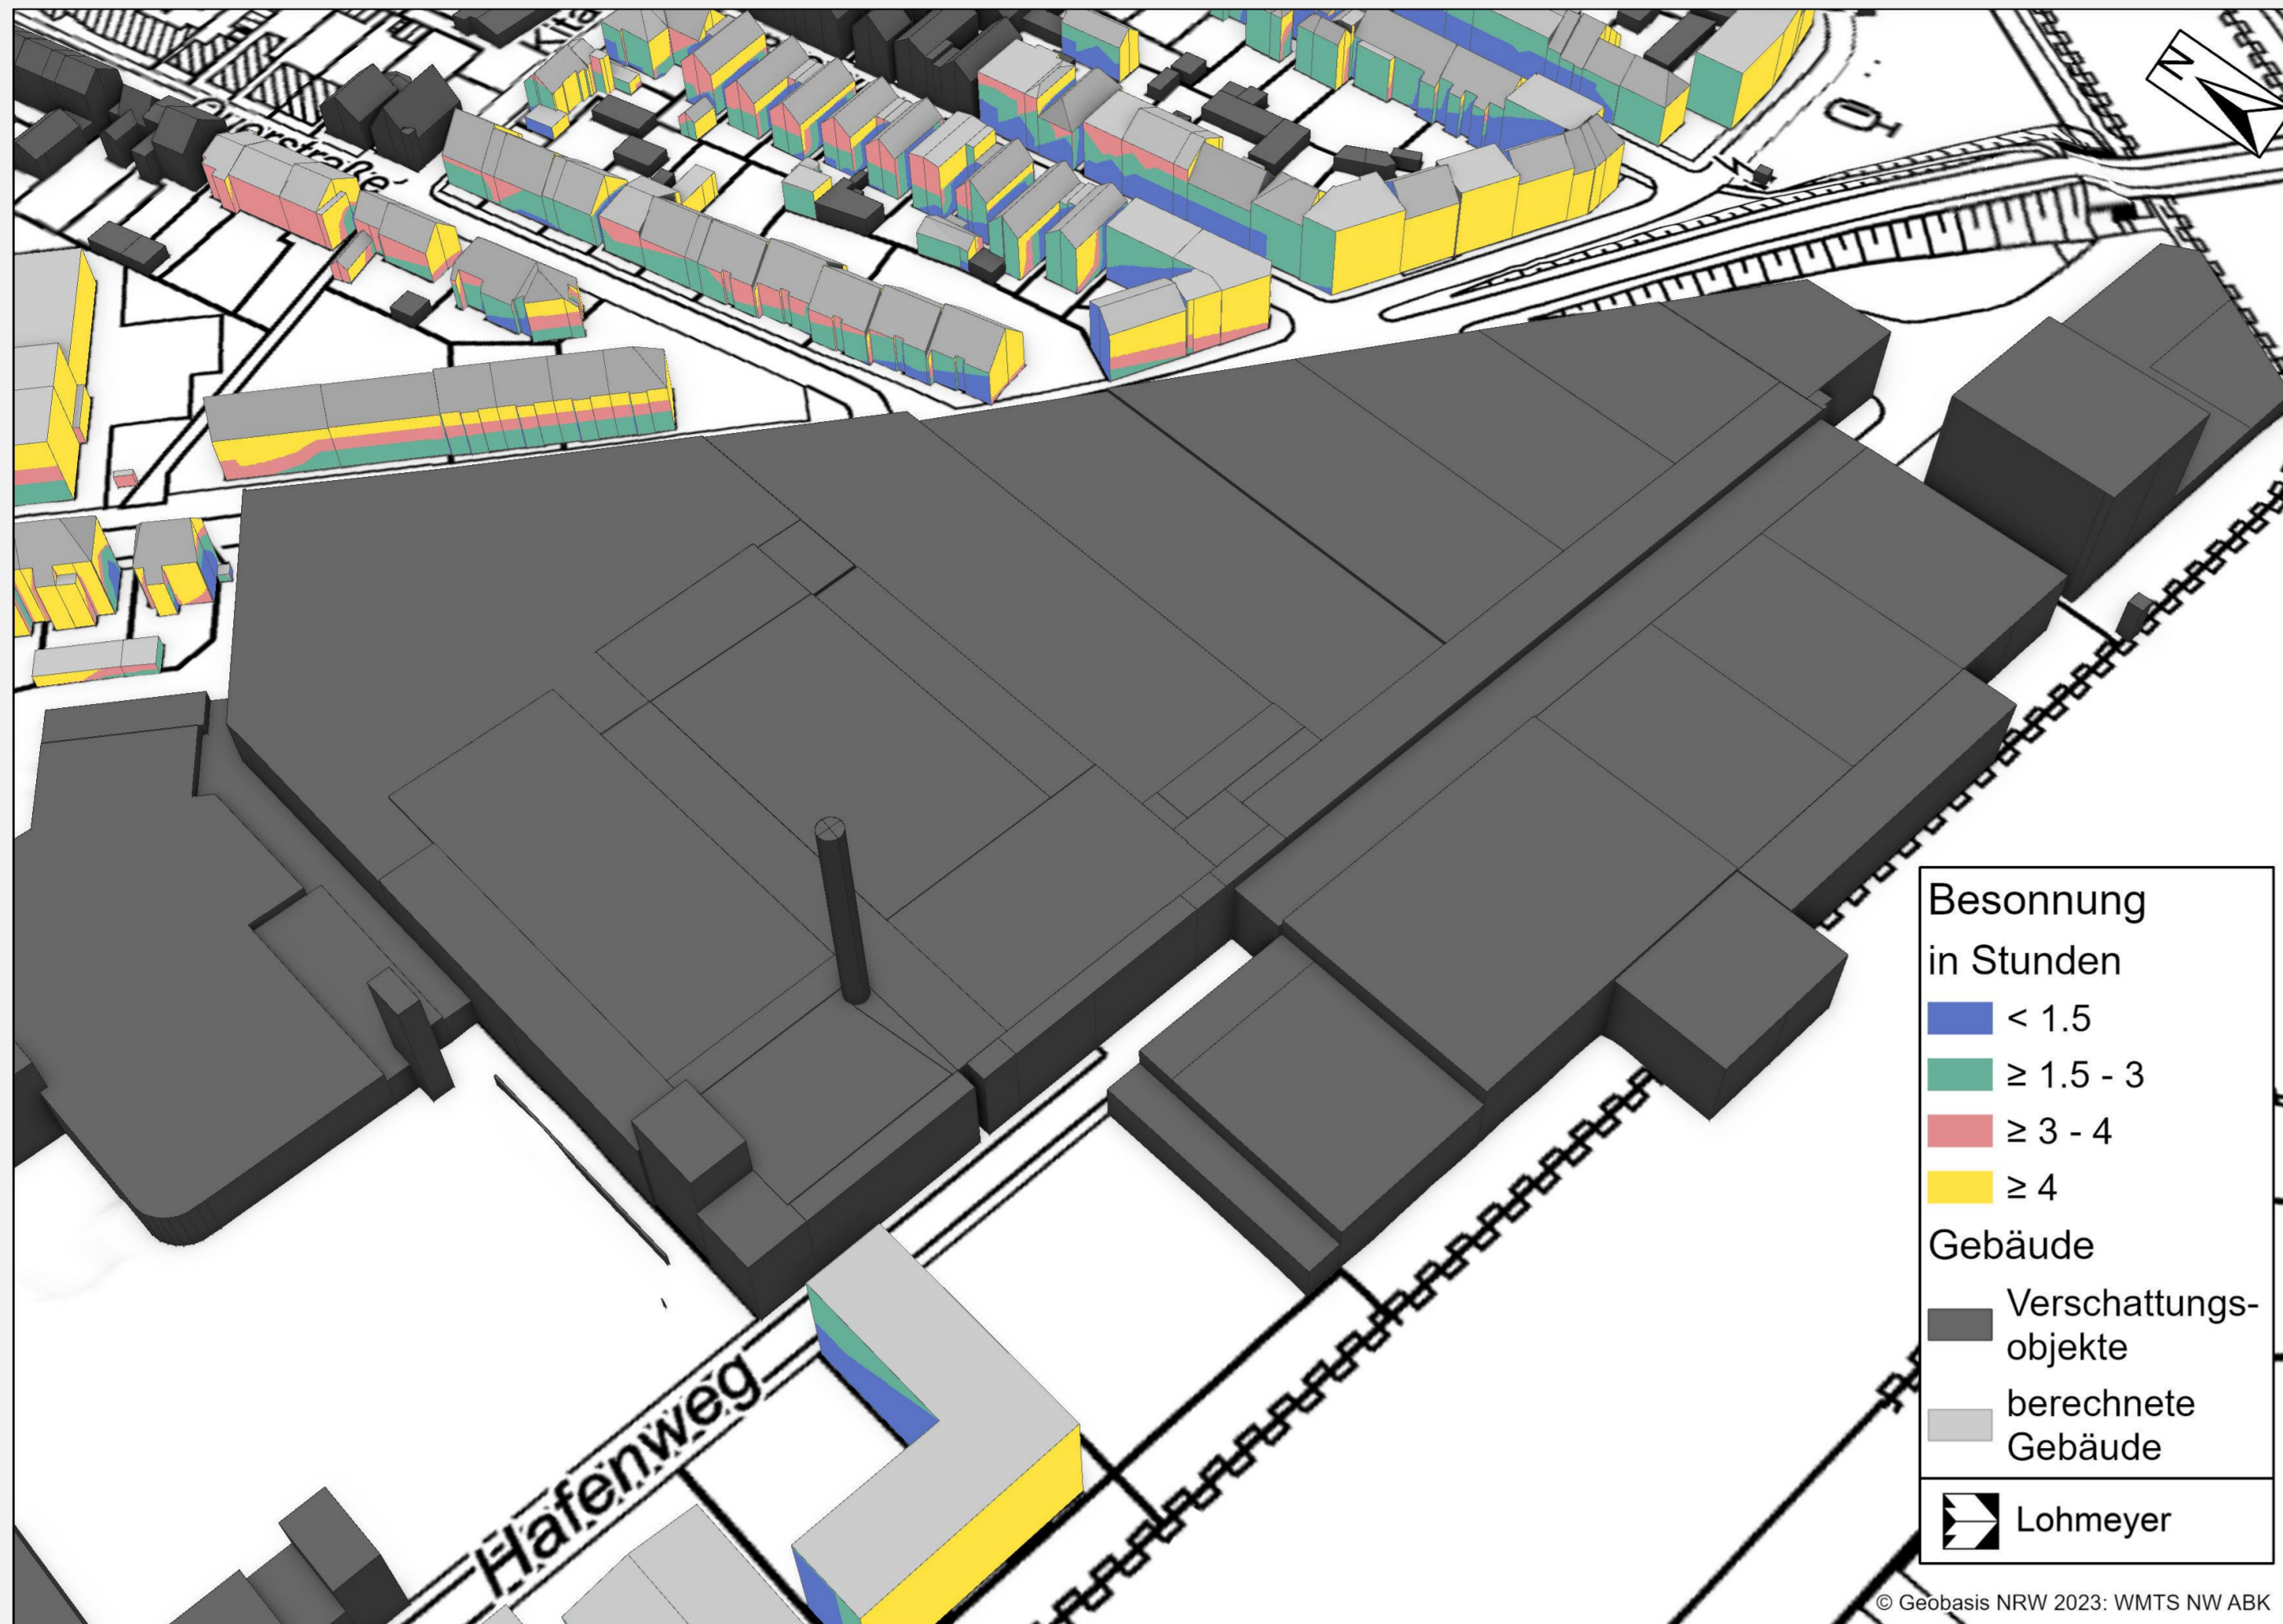 Kita
N
Hafenweg
Besonnung
in Stunden
< 1.5
≥ 1.5 - 3
≥ 3 - 4
≥ 4
Gebäude
Verschattungs-
objekte
berechnete
Gebäude
Lohmeyer
© Geobasis NRW 2023: WMTS NW ABK